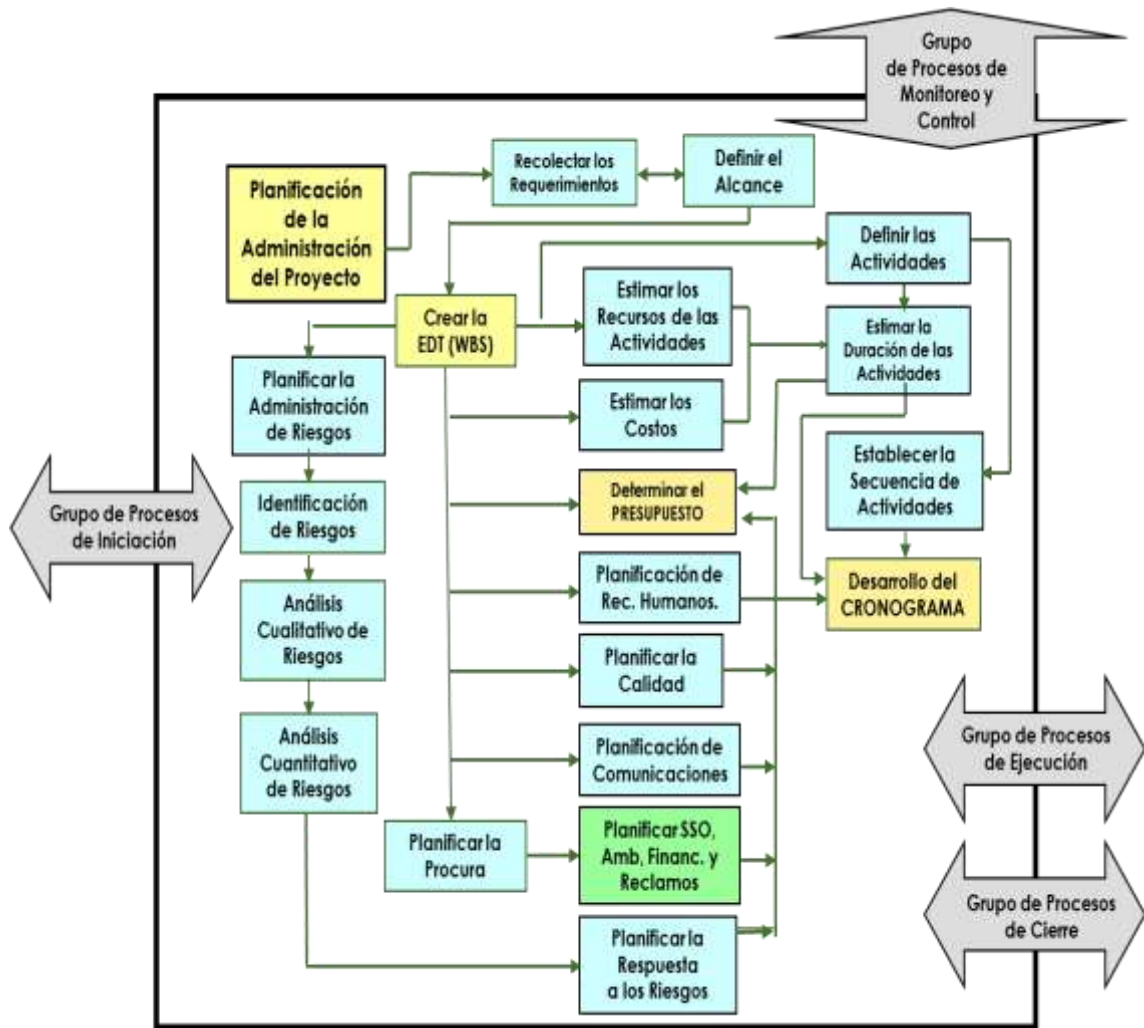 Grupo
de Procesos de
Monitoreo y
Control
Planificación
de la
Administración
del Proyecto
Recolectar los
Requerimientos
Definir el
Alcance
Definir las
Actividades
Crear la
EDT (WBS)
Estimar los
Recursos de las
Actividades
Estimar la
Duración de las
Actividades
Planificar la
Administración
de Riesgos
Estimar los
Costos
Establecer la
Secuencia de
Actividades
Grupo de Procesos
de Iniciación
Identificación
de Riesgos
Determinar el
PRESUPUESTO
Análisis
Cualitativo de
Riesgos
Planificación de
Rec. Humanos.
Desarrollo del
CRONOGRAMA
Planificar la
Calidad
Análisis
Cuantitativo
de Riesgos
Planificación de
Comunicaciones
Grupo de Procesos
de Ejecución
Planificar la
Procura
Planificar SSO,
Amb, Financ. y
Reclamos
Grupo de Procesos
de Cierre
Planificar la
Respuesta
a los Riesgos